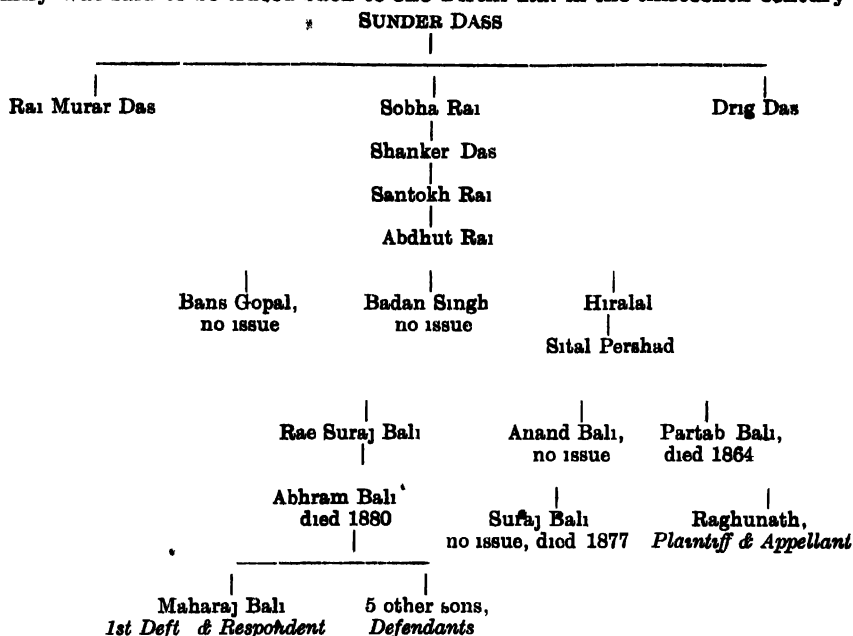 SUNDER DASS
Rai Murar Das Sobha Rai Drig Das
Shanker Das
Santokh Rai
Abdhut Rai
Bans Gopal, Badan Singh Hiralal
no issue no issue
Sital Pershad
Rae Suraj Bali Anand Bali, Partab Bali,
no issue died 1864
Abhram Bali Suraj Bali Raghunath,
died 1880 no issue, died 1877 Plaintiff & Appellant
Maharaj Bali 5 other sons,
1st Deft & Respondent Defendants